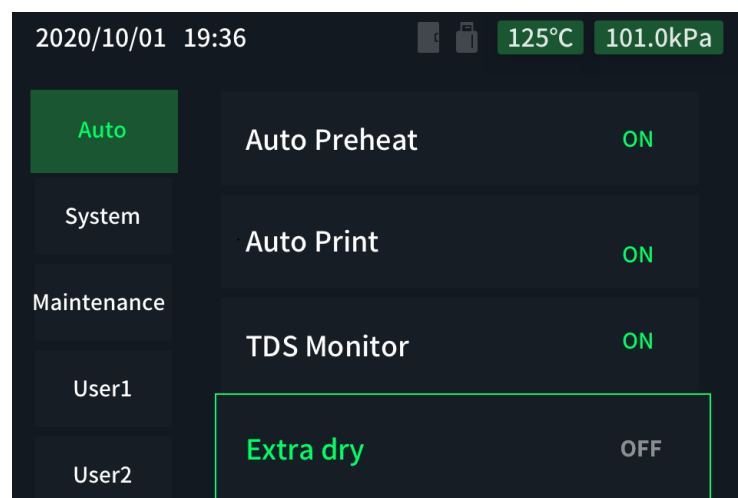 2020/10/01 19:36 125°C 101.0kPa
Auto
Auto Preheat ON
System
Auto Print ON
Maintenance
TDS Monitor ON
User1
Extra dry OFF
User2